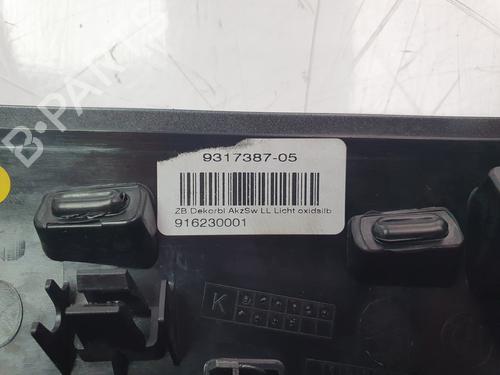 B-PARTS
9317387-05
ZB Dekorbl AkzSw LL Licht oxidsilb
916230001
K